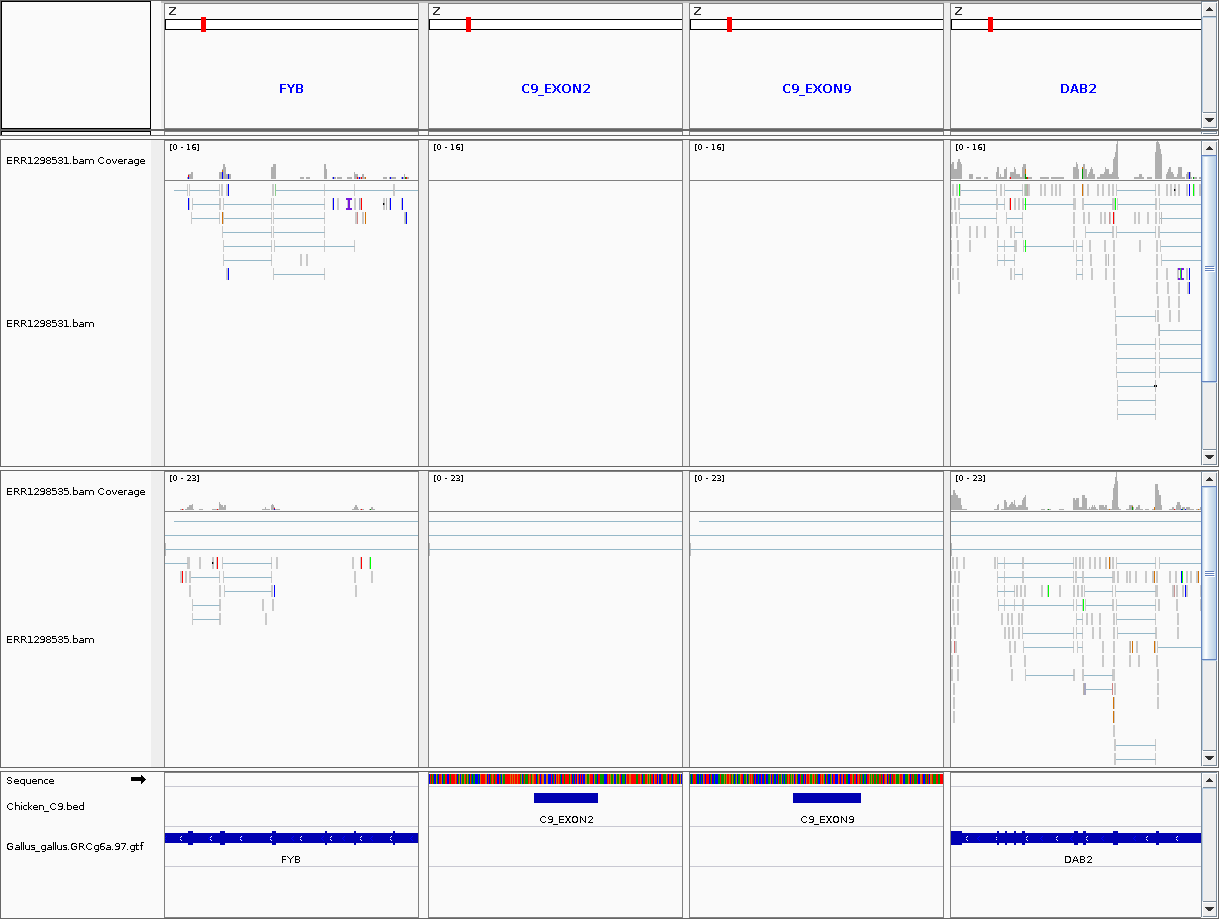 Z Z Z Z
FYB C9_EXON2 C9_EXON9 DAB2
[0 - 16] [0 - 16] [0 - 16] [0 - 16]
ERR1298531.bam Coverage
ERR1298531.bam
[0 - 23] [0 - 23] [0 - 23] [0 - 23]
ERR1298535.bam Coverage
ERR1298535.bam
Sequence
Chicken_C9.bed
C9_EXON2 C9_EXON9
Gallus_gallus.GRCg6a.97.gtf
FYB DAB2